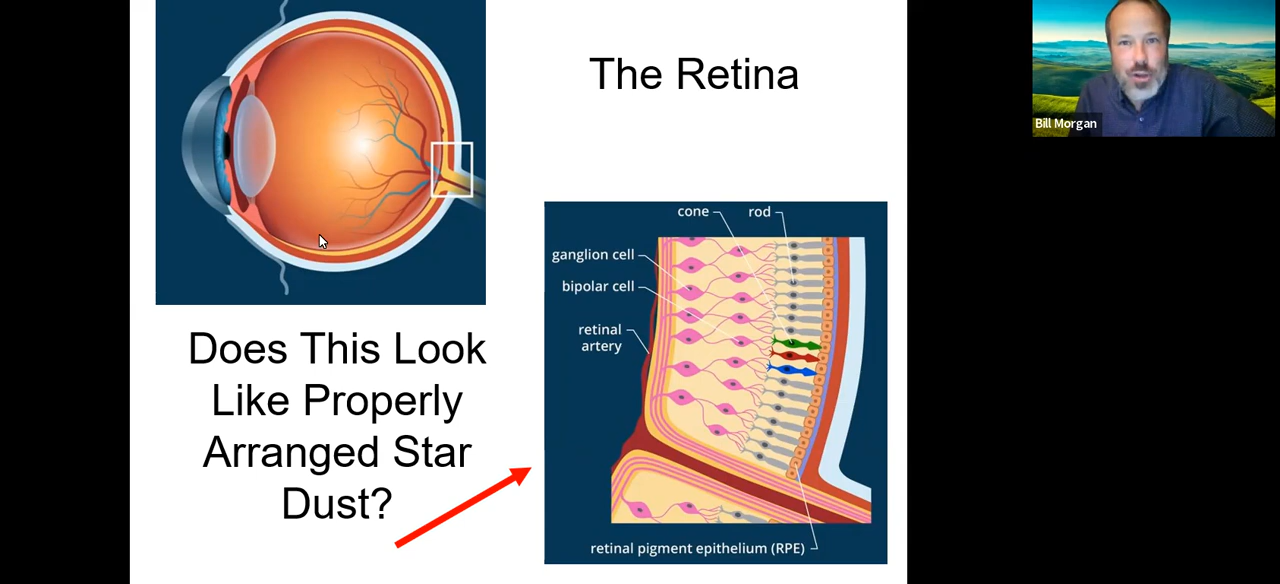 The Retina
Bill Morgan
cone
rod
ganglion cell
bipolar cell
retinal
artery
Does This Look
Like Properly
Arranged Star
Dust?
retinal pigment epithelium (RPE)